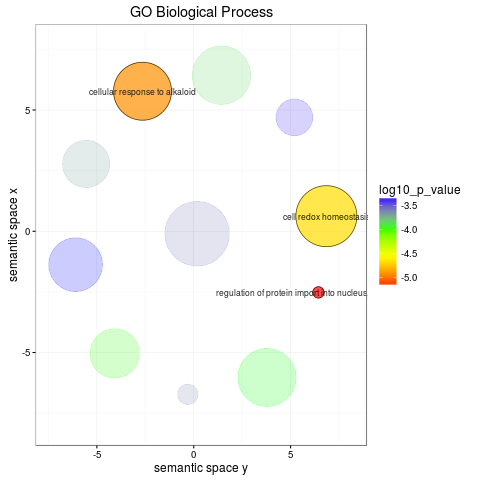 GO Biological Process
cellular response to alkaloid
5
log10_p_value
-3.5
-4.0
-4.5
-5.0
cell redox homeostasis
0
semantic space x
regulation of protein import into nucleus
-5
-5
0
5
semantic space y